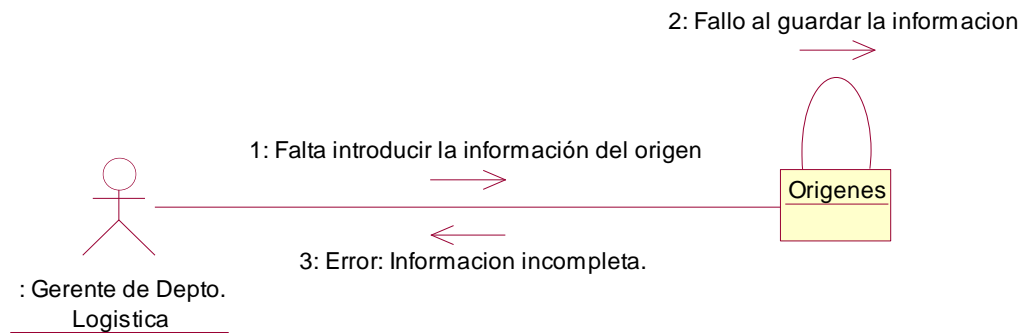 2: Fallo al guardar la informacion
1: Falta introducir la información del origen
Origenes
3: Error: Informacion incompleta.
: Gerente de Depto.
Logistica